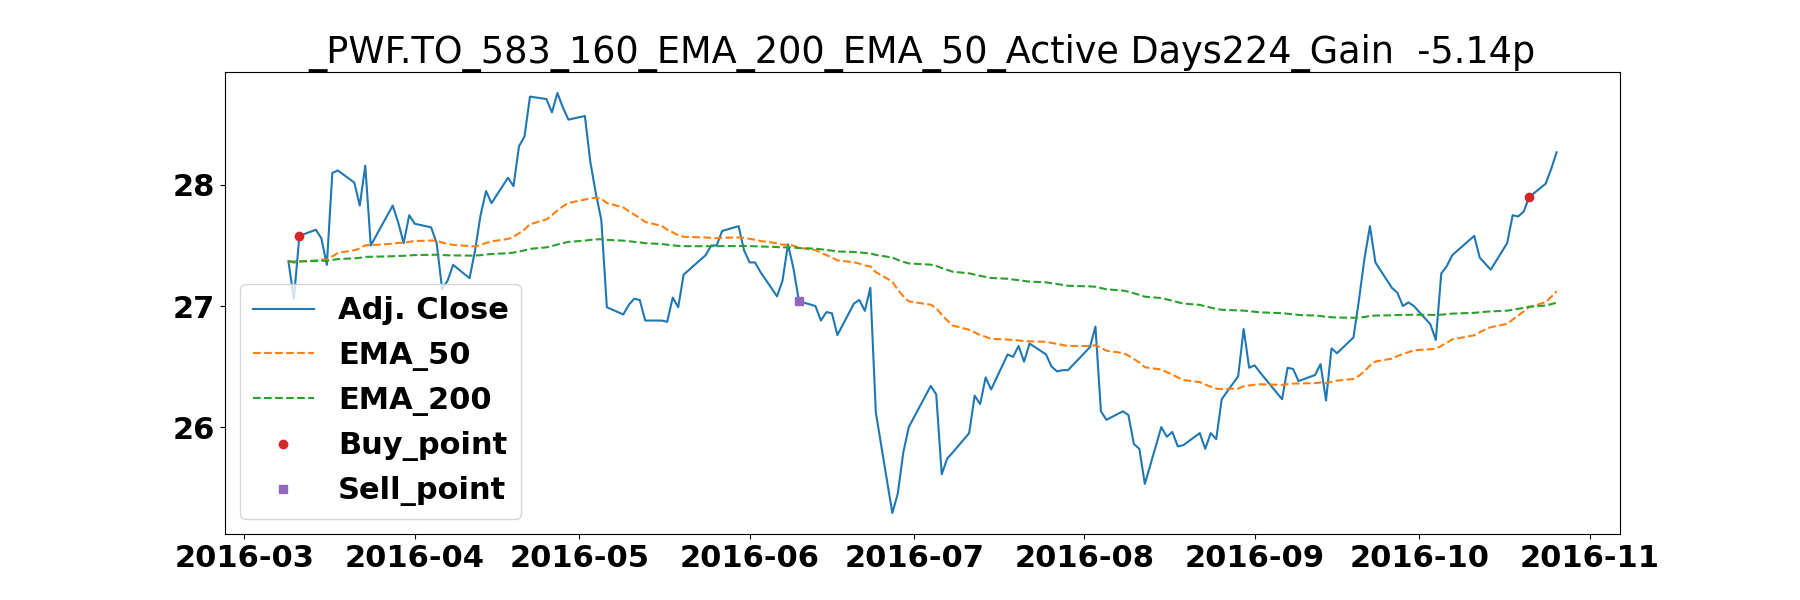 _PWF.TO_583_160_EMA_200_EMA_50_Active Days224_Gain  -5.14p
28
27
26
Adj. Close
EMA_50
EMA_200
Buy_point
Sell_point
2016-03 2016-04 2016-05 2016-06 2016-07 2016-08 2016-09 2016-10 2016-11